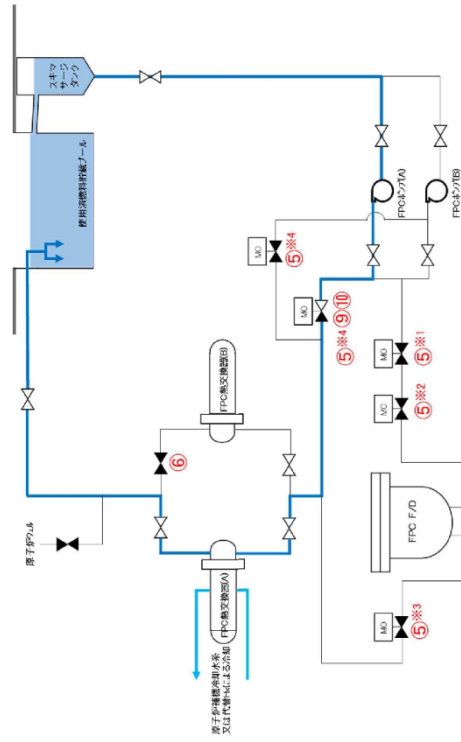 スキマ
サージ
タンク
使用済燃料貯蔵プール
FPCポンプ(A)
FPCポンプ(B)
MO
⑤※4
MO
⑨⑩
⑤※4
MO
⑤※1
MO
⑤※2
FPC熱交換器(B)
⑥
原子炉ウェル
FPC熱交換器(A)
原子炉補機冷却水系
又は代替Hxによる冷却
FPC F/D
MO
⑤※3